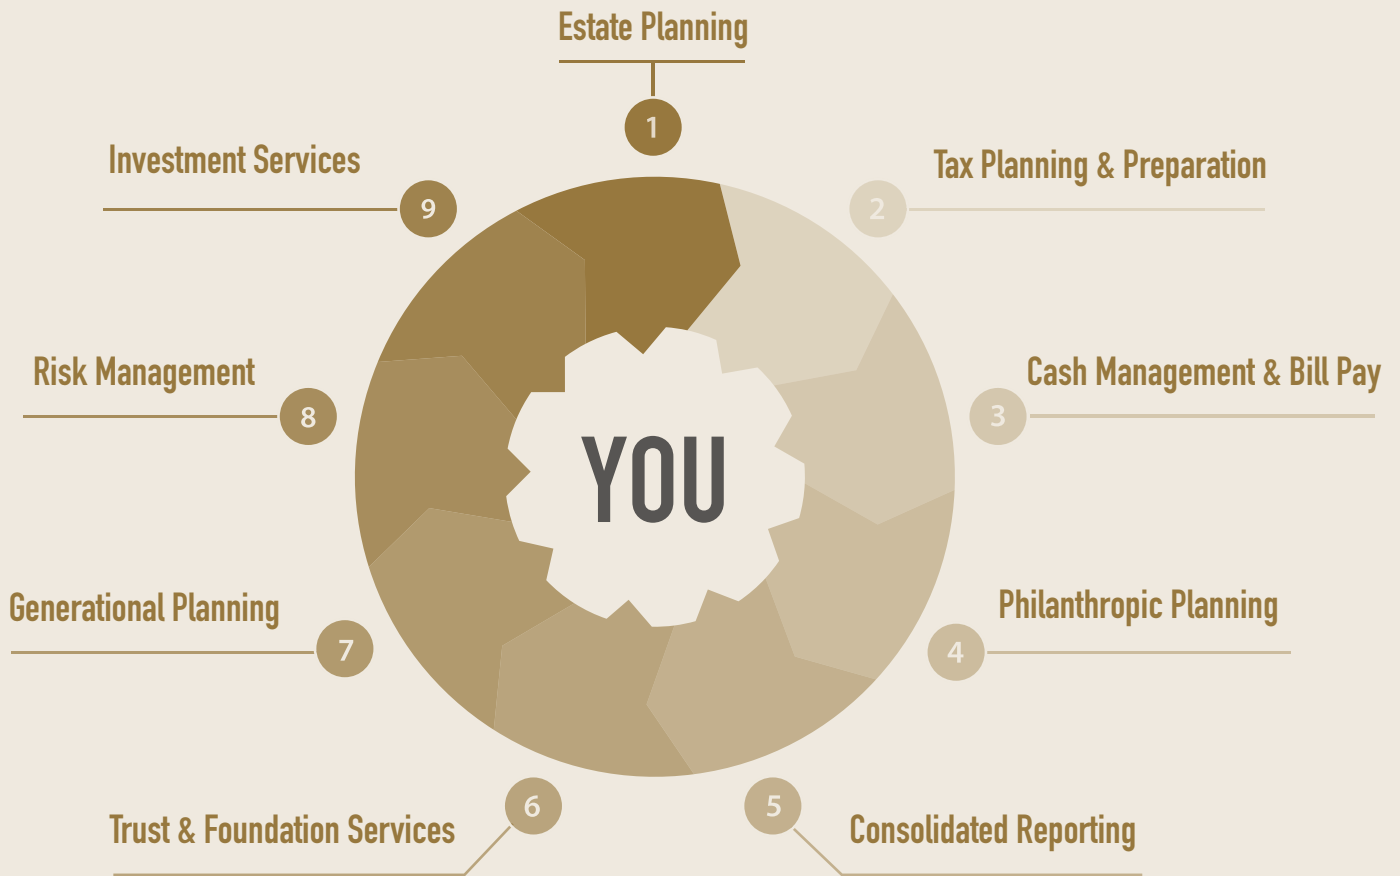 Estate Planning
1
Tax Planning & Preparation
2
Cash Management & Bill Pay
3
Philanthropic Planning
4
Consolidated Reporting
5
Trust & Foundation Services
6
Generational Planning
7
Risk Management
8
Investment Services
9
YOU